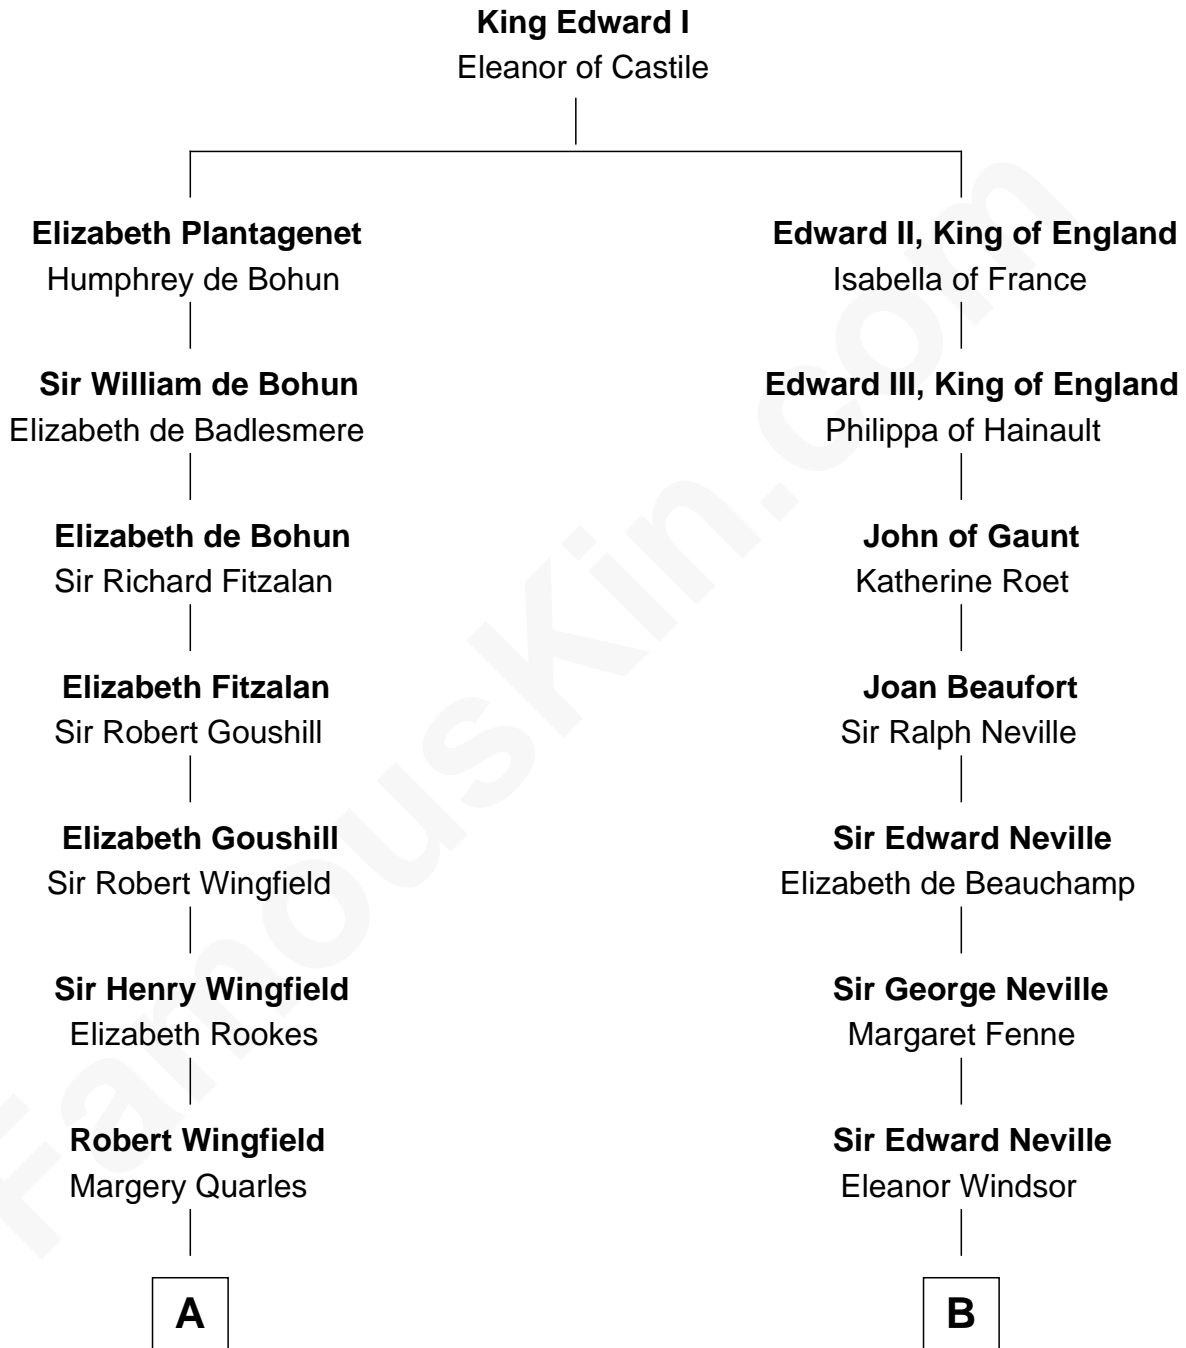 King Edward I
Eleanor of Castile
Elizabeth Plantagenet
Humphrey de Bohun
Edward II, King of England
Isabella of France
Sir William de Bohun
Elizabeth de Badlesmere
Edward III, King of England
Philippa of Hainault
Elizabeth de Bohun
Sir Richard Fitzalan
John of Gaunt
Katherine Roet
Elizabeth Fitzalan
Sir Robert Goushill
Joan Beaufort
Sir Ralph Neville
Elizabeth Goushill
Sir Robert Wingfield
Sir Edward Neville
Elizabeth de Beauchamp
Sir Henry Wingfield
Elizabeth Rookes
Sir George Neville
Margaret Fenne
Robert Wingfield
Margery Quarles
Sir Edward Neville
Eleanor Windsor
A
B
FamousKin.com